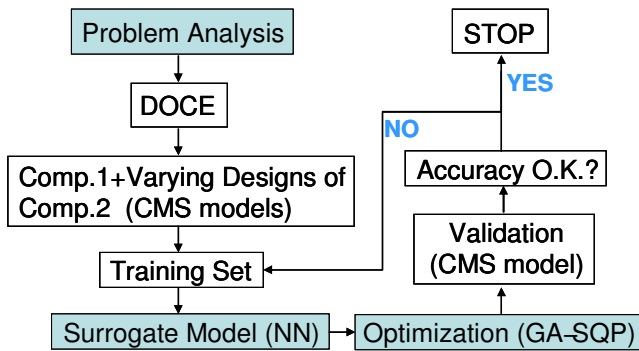 Problem Analysis
DOCE
Comp.1+Varying Designs of
Comp.2 (CMS models)
Training Set
Surrogate Model (NN)
Optimization (GA–SQP)
Validation
(CMS model)
Accuracy O.K.?
NO
YES
STOP